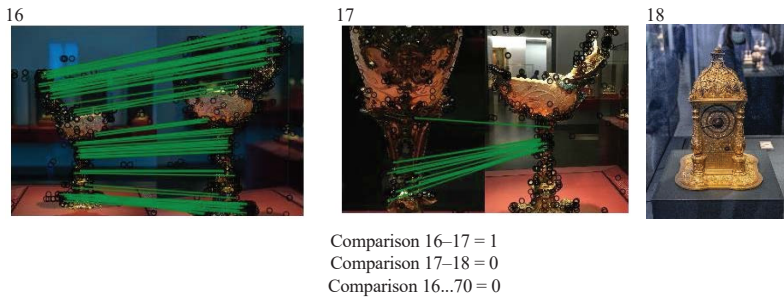 16
17
18
Comparison 16–17 = 1
Comparison 17–18 = 0
Comparison 16...70 = 0